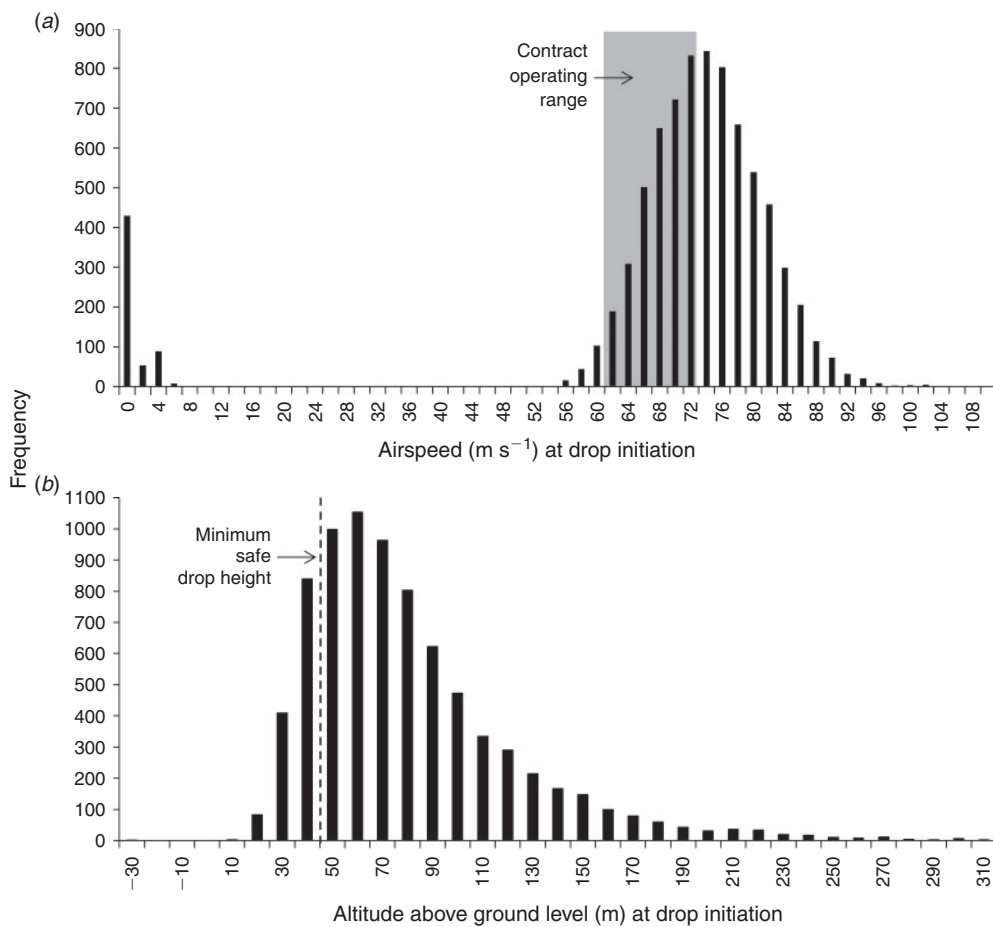 (a)
900
800
700
600
500
400
300
200
100
0
Contract
operating
range
0 4 8 12 16 20 24 28 32 36 40 44 48 52 56 60 64 68 72 76 80 84 88 92 96 100 104 108
Airspeed (m s−1) at drop initiation
Frequency
(b)
1100
1000
900
800
700
600
500
400
300
200
100
0
Minimum
safe
drop height
−30 −10 10 30 50 70 90 110 130 150 170 190 210 230 250 270 290 310
Altitude above ground level (m) at drop initiation